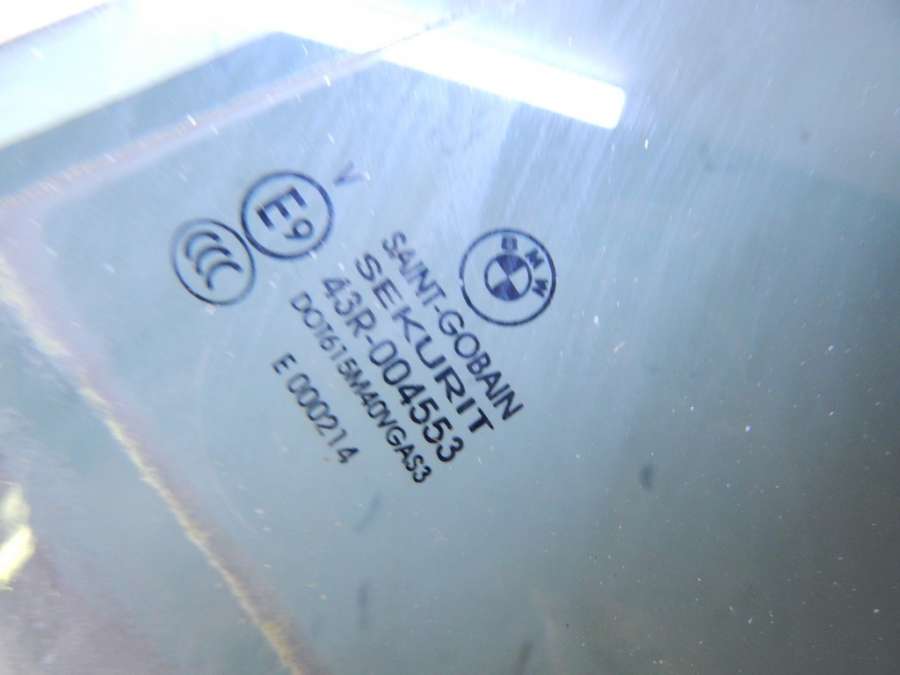 BMW
SAINT-GOBAIN
SEKURIT
43R-004553
DOT615M40VGAS3
E 000214
V
E9
CCC